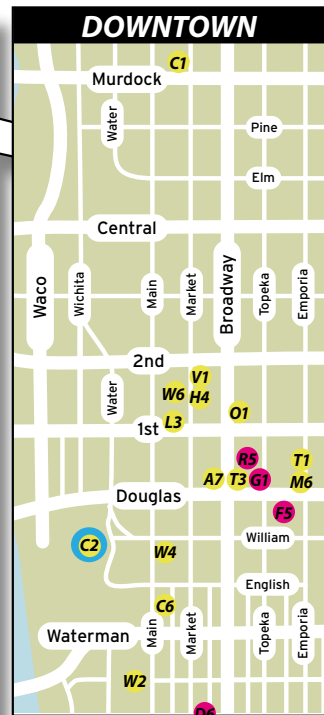 DOWNTOWN
C1
Murdock
Water
Pine
Elm
Central
Waco
Wichita
Main
Market
Broadway
Topeka
Emporia
2nd
V1
W6
H4
Water
O1
L3
1st
R5
T1
A7
T3
G1
M6
Douglas
F5
William
C2
W4
English
C6
Waterman
Main
Market
Topeka
Emporia
W2